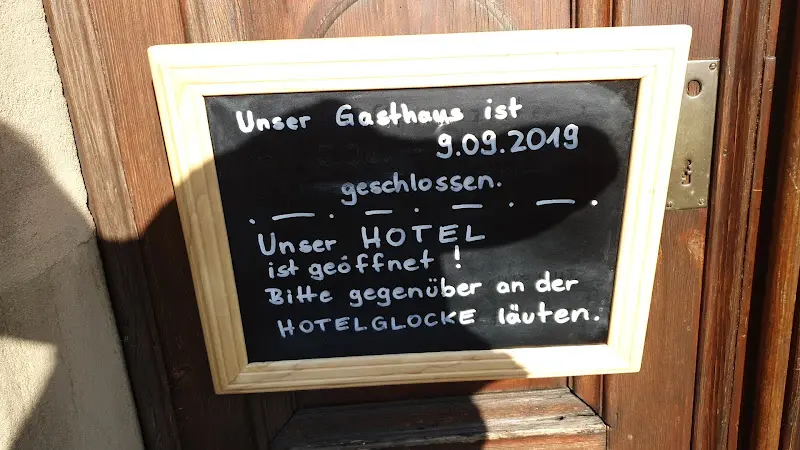 Unser Gasthaus ist
9.09.2019
geschlossen.
. — . — . — . — .
Unser HOTEL
ist geöffnet !
Bitte gegenüber an der
HOTELGLOCKE läuten.